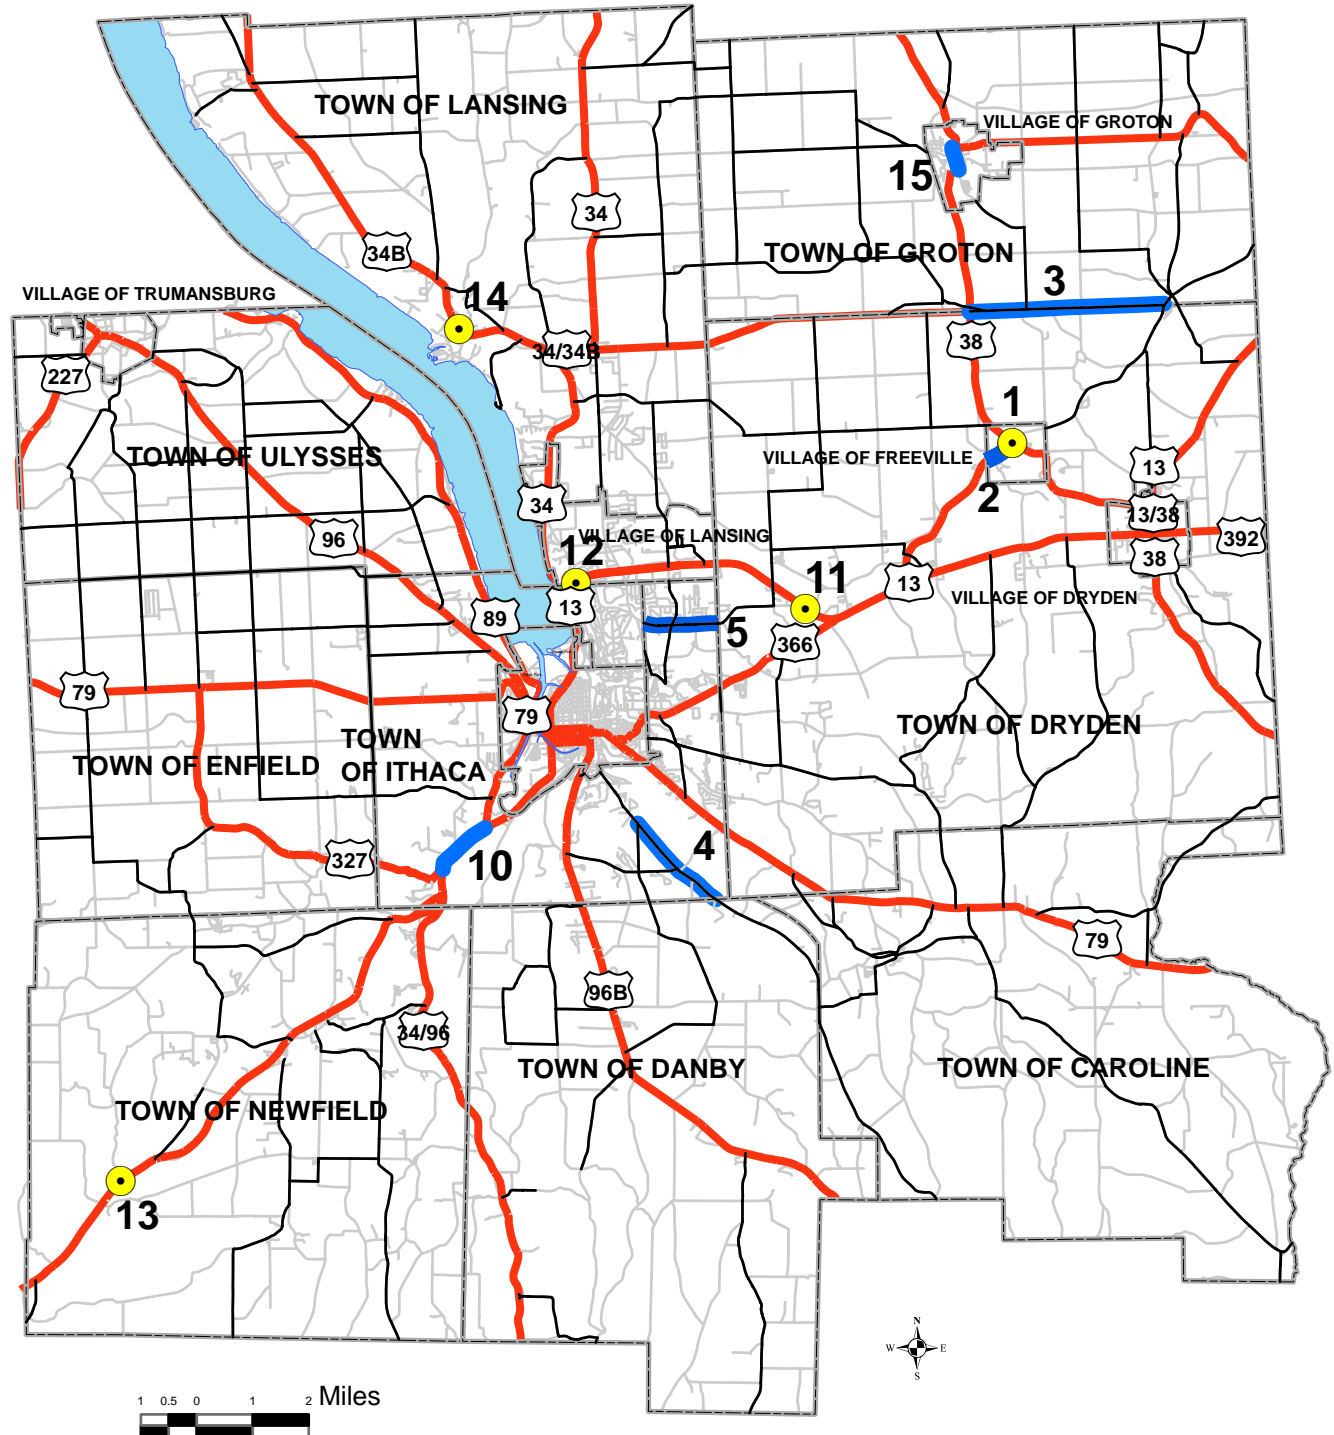 TOWN OF LANSING
VILLAGE OF GROTON
15
34
34B
TOWN OF GROTON
3
14
VILLAGE OF TRUMANSBURG
34/34B
38
227
1
TOWN OF ULYSSES
VILLAGE OF FREEVILLE
13
2
34
13/38
96
VILLAGE OF LANSING
392
12
38
11
13
13
VILLAGE OF DRYDEN
89
5
366
79
79
TOWN OF DRYDEN
TOWN
OF ITHACA
TOWN OF ENFIELD
4
327
10
79
96B
34/96
TOWN OF DANBY
TOWN OF CAROLINE
TOWN OF NEWFIELD
13
N
W E
S
1 0.5 0 1 2 Miles